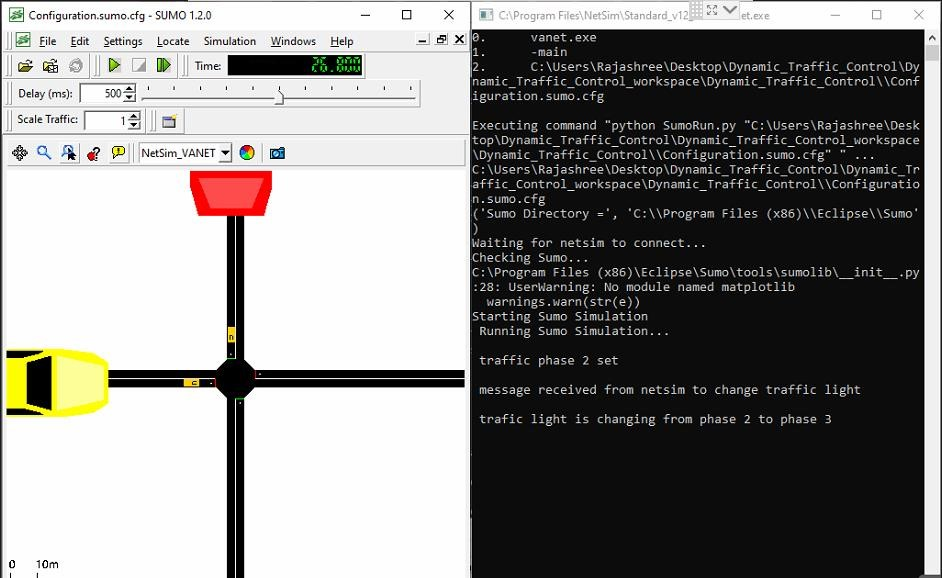 Configuration.sumo.cfg - SUMO 1.2.0
File Edit Settings Locate Simulation Windows Help
Time: 26.800
Delay (ms): 500
Scale Traffic: 1
NetSim_VANET
0 10m
C:\Program Files\NetSim\Standard_v12_ et.exe
0. vanet.exe
1. -main
2. C:\Users\Rajashree\Desktop\Dynamic_Traffic_Control\Dy
namic_Traffic_Control_workspace\Dynamic_Traffic_Control\\Conf
iguration.sumo.cfg
Executing command "python SumoRun.py "C:\Users\Rajashree\Desk
top\Dynamic_Traffic_Control\Dynamic_Traffic_Control_workspace
\Dynamic_Traffic_Control\\Configuration.sumo.cfg" " ...
C:\Users\Rajashree\Desktop\Dynamic_Traffic_Control\Dynamic_Tr
affic_Control_workspace\Dynamic_Traffic_Control\\Configuratio
n.sumo.cfg
('Sumo Directory =', 'C:\\Program Files (x86)\\Eclipse\\Sumo'
)
Waiting for netsim to connect...
Checking Sumo...
C:\Program Files (x86)\Eclipse\Sumo\tools\sumolib\__init__.py
:28: UserWarning: No module named matplotlib
warnings.warn(str(e))
Starting Sumo Simulation
Running Sumo Simulation...
traffic phase 2 set
message received from netsim to change traffic light
trafic light is changing from phase 2 to phase 3